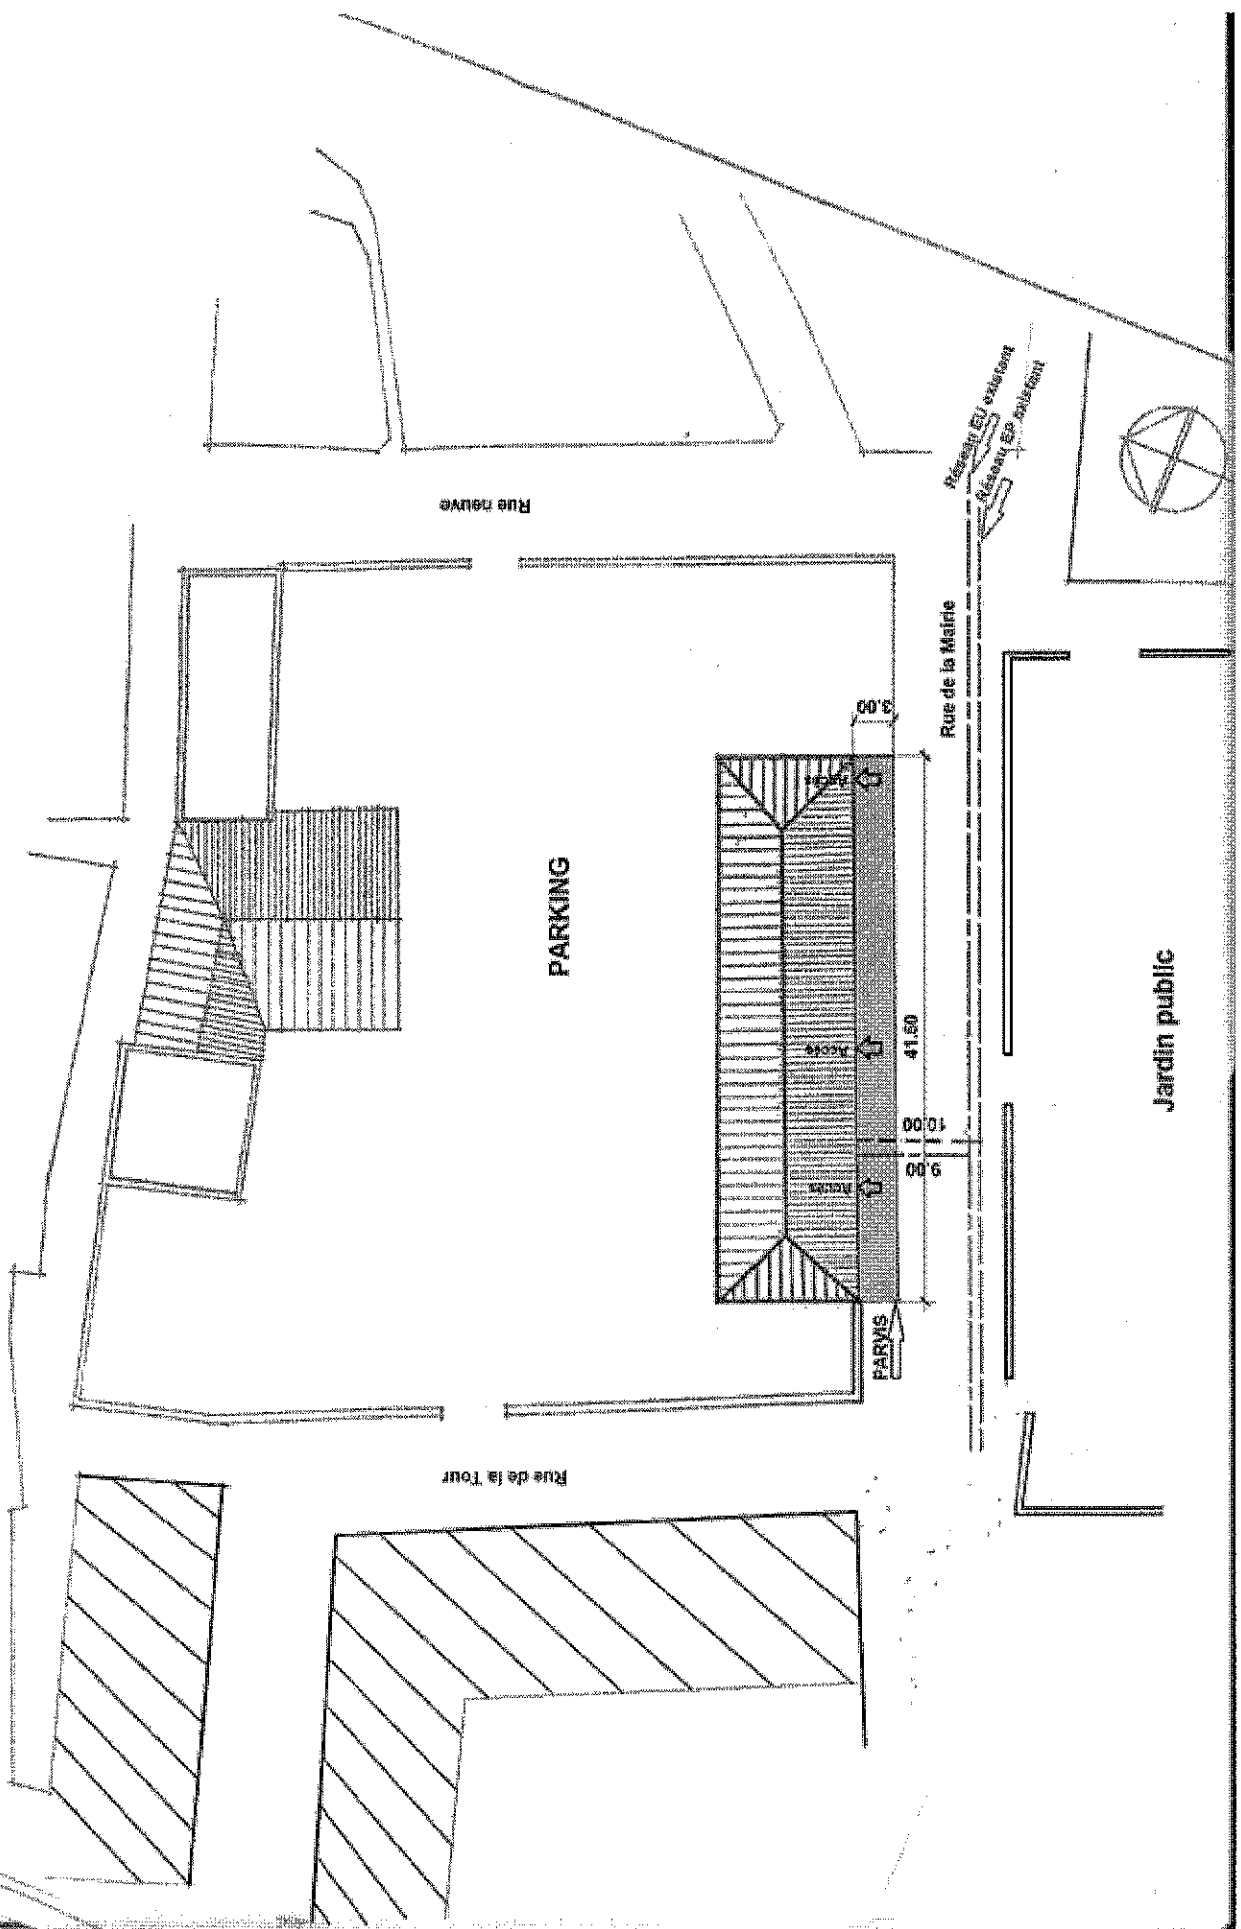 Rue neuve
Réseau EU existant
Réseau EP existant
Rue de la Mairie
3.00
Accès
PARKING
Accès
41.50
10.00
9.00
Accès
PARVIS
Jardin public
Rue de la Tour